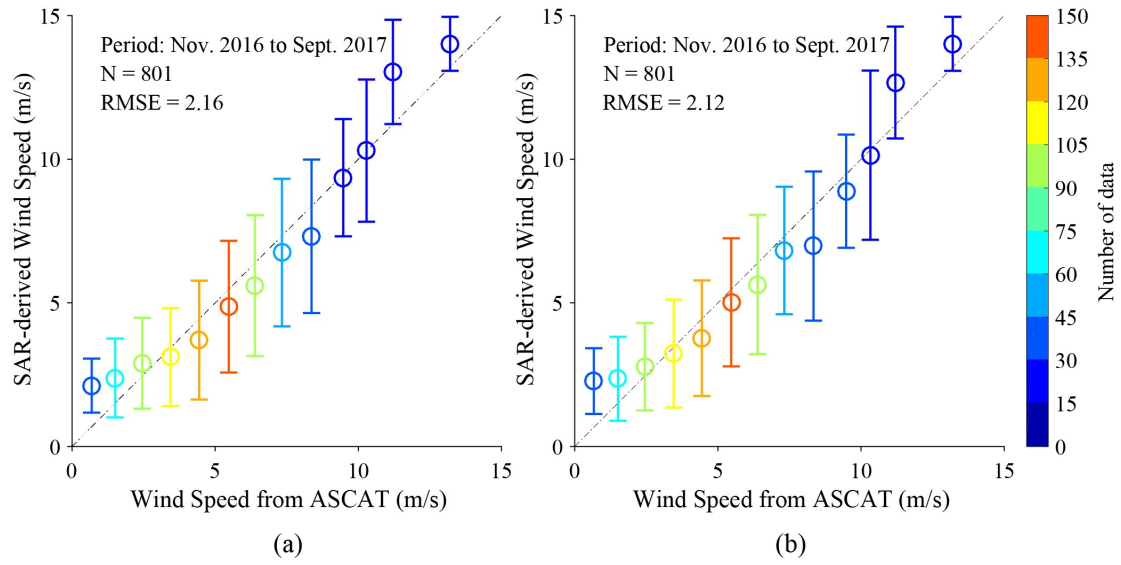 15
10
5
0
SAR-derived Wind Speed (m/s)
Period: Nov. 2016 to Sept. 2017
N = 801
RMSE = 2.16
0
5
10
15
Wind Speed from ASCAT (m/s)
(a)
15
10
5
0
SAR-derived Wind Speed (m/s)
Period: Nov. 2016 to Sept. 2017
N = 801
RMSE = 2.12
0
5
10
15
Wind Speed from ASCAT (m/s)
(b)
150
135
120
105
90
75
60
45
30
15
0
Number of data